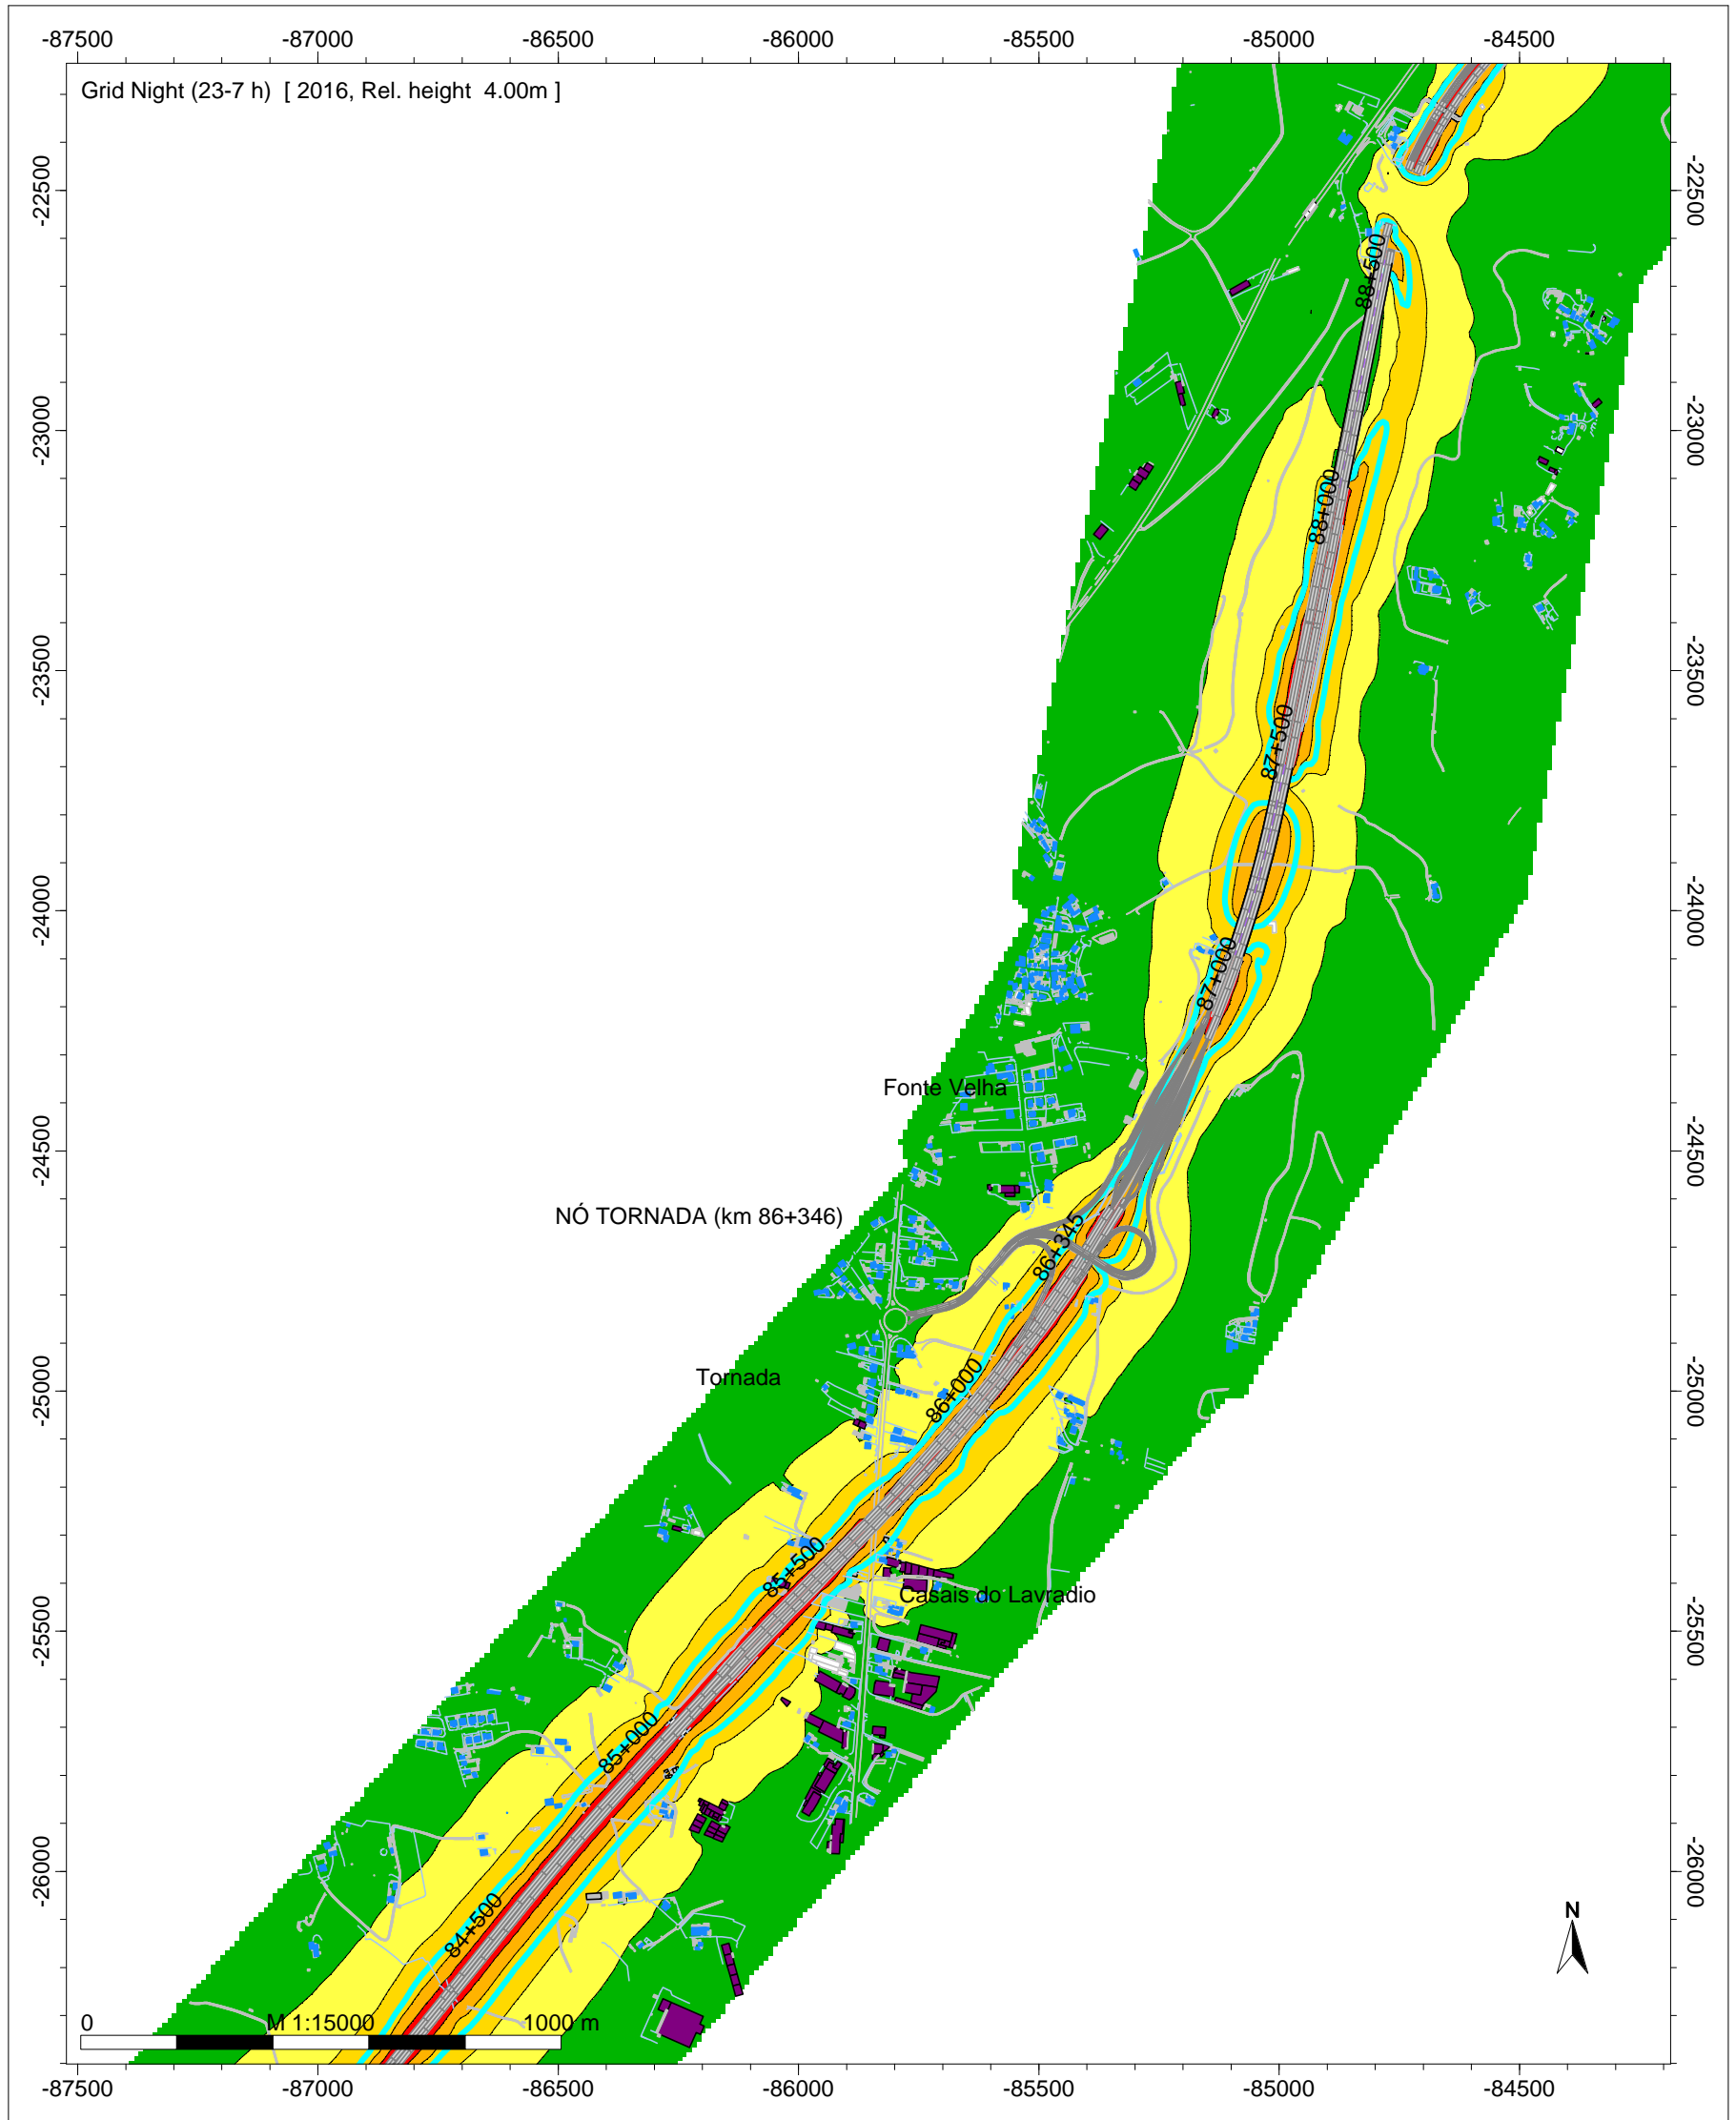 -87500 -87000 -86500 -86000 -85500 -85000 -84500
Grid Night (23-7 h) [ 2016, Rel. height 4.00m ]
-22500 -22500
88+500
-23000 -23000
88+000
-23500 -23500
87+500
-24000 -24000
87+000
Fonte Velha
-24500 -24500
NÓ TORNADA (km 86+346)
86+345
Tornada
-25000 -25000
86+000
85+500
Casais do Lavradio
-25500 -25500
85+000
-26000 -26000
84+500
N
0 M 1:15000 1000 m
-87500 -87000 -86500 -86000 -85500 -85000 -84500